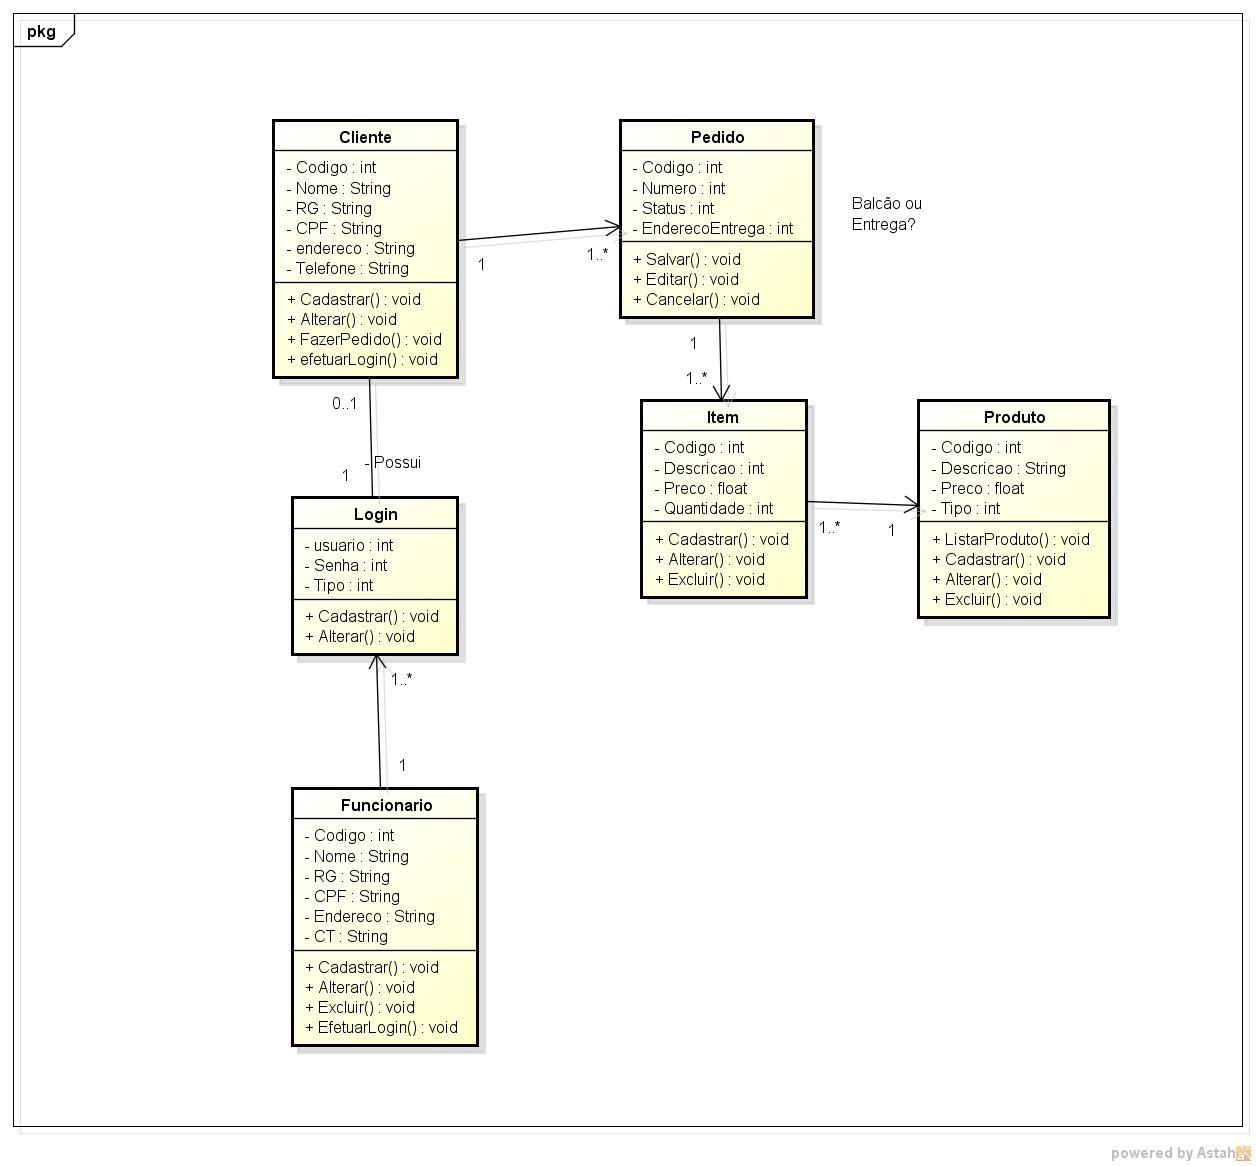 pkg
Cliente
- Codigo : int
- Nome : String
- RG : String
- CPF : String
- endereco : String
- Telefone : String
+ Cadastrar() : void
+ Alterar() : void
+ FazerPedido() : void
+ efetuarLogin() : void
Pedido
- Codigo : int
- Numero : int
- Status : int
- EnderecoEntrega : int
+ Salvar() : void
+ Editar() : void
+ Cancelar() : void
Balcão ou
Entrega?
1
1..*
1
1..*
Item
- Codigo : int
- Descricao : int
- Preco : float
- Quantidade : int
+ Cadastrar() : void
+ Alterar() : void
+ Excluir() : void
1..*
1
Produto
- Codigo : int
- Descricao : String
- Preco : float
- Tipo : int
+ ListarProduto() : void
+ Cadastrar() : void
+ Alterar() : void
+ Excluir() : void
0..1
- Possui
1
Login
- usuario : int
- Senha : int
- Tipo : int
+ Cadastrar() : void
+ Alterar() : void
1..*
1
Funcionario
- Codigo : int
- Nome : String
- RG : String
- CPF : String
- Endereco : String
- CT : String
+ Cadastrar() : void
+ Alterar() : void
+ Excluir() : void
+ EfetuarLogin() : void
powered by Astah